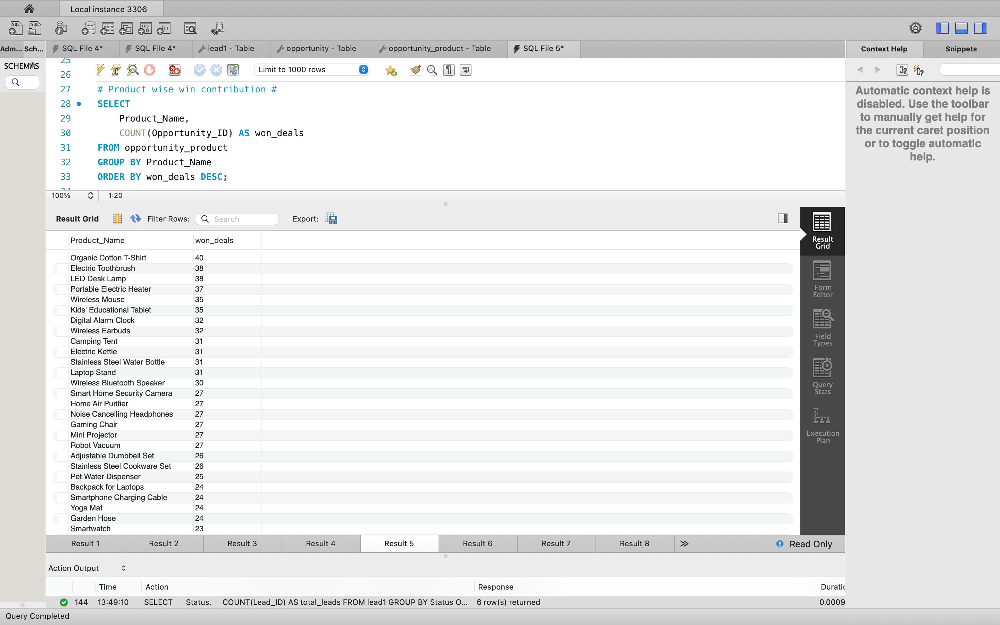 Local instance 3306
SQL SQL
Adm... Sch... SQL File 4* SQL File 4* lead1 - Table opportunity - Table opportunity_product - Table SQL File 5* Context Help Snippets
SCHEMAS
Limit to 1000 rows
25
26
27 # Product wise win contribution #
28 SELECT
29 Product_Name,
30 COUNT(Opportunity_ID) AS won_deals
31 FROM opportunity_product
32 GROUP BY Product_Name
33 ORDER BY won_deals DESC;
34
Automatic context help is
disabled. Use the toolbar
to manually get help for
the current caret position
or to toggle automatic
help.
100% 1:20
Result Grid Filter Rows: Search Export:
Product_Name won_deals
Organic Cotton T-Shirt 40
Electric Toothbrush 38
LED Desk Lamp 38
Portable Electric Heater 37
Wireless Mouse 35
Kids' Educational Tablet 35
Digital Alarm Clock 32
Wireless Earbuds 32
Camping Tent 31
Electric Kettle 31
Stainless Steel Water Bottle 31
Laptop Stand 31
Wireless Bluetooth Speaker 30
Smart Home Security Camera 27
Home Air Purifier 27
Noise Cancelling Headphones 27
Gaming Chair 27
Mini Projector 27
Robot Vacuum 27
Adjustable Dumbbell Set 26
Stainless Steel Cookware Set 26
Pet Water Dispenser 25
Backpack for Laptops 24
Smartphone Charging Cable 24
Yoga Mat 24
Garden Hose 24
Smartwatch 23
Result
Grid
Form
Editor
Field
Types
Query
Stats
Execution
Plan
Result 1 Result 2 Result 3 Result 4 Result 5 Result 6 Result 7 Result 8 Read Only
Action Output
Time Action Response Duratio
144 13:49:10 SELECT Status, COUNT(Lead_ID) AS total_leads FROM lead1 GROUP BY Status O... 6 row(s) returned 0.0009
Query Completed